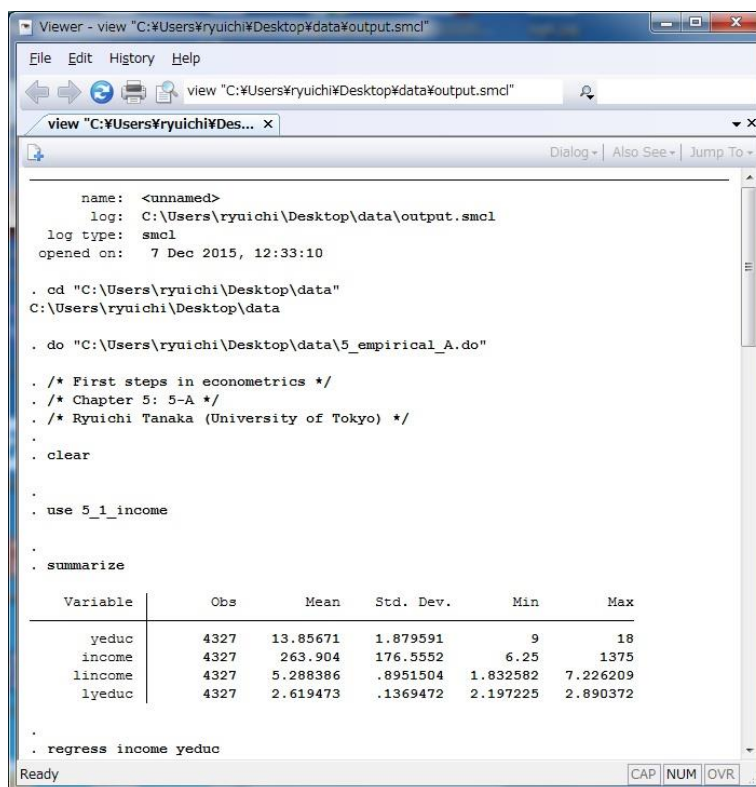 Viewer - view "C:¥Users¥ryuichi¥Desktop¥data¥output.smcl"
File Edit History Help
view "C:¥Users¥ryuichi¥Desktop¥data¥output.smcl"
view "C:¥Users¥ryuichi¥Des... ×
Dialog Also See Jump To
name: <unnamed>
log: C:\Users\ryuichi\Desktop\data\output.smcl
log type: smcl
opened on: 7 Dec 2015, 12:33:10
. cd "C:\Users\ryuichi\Desktop\data"
C:\Users\ryuichi\Desktop\data
. do "C:\Users\ryuichi\Desktop\data\5_empirical_A.do"
. /* First steps in econometrics */
. /* Chapter 5: 5-A */
. /* Ryuichi Tanaka (University of Tokyo) */
.
. clear
.
. use 5_1_income
.
. summarize
Variable | Obs Mean Std. Dev. Min Max
yeduc | 4327 13.85671 1.879591 9 18
income | 4327 263.904 176.5552 6.25 1375
lincome | 4327 5.288386 .8951504 1.832582 7.226209
lyeduc | 4327 2.619473 .1369472 2.197225 2.890372
.
. regress income yeduc
Ready CAP NUM OVR